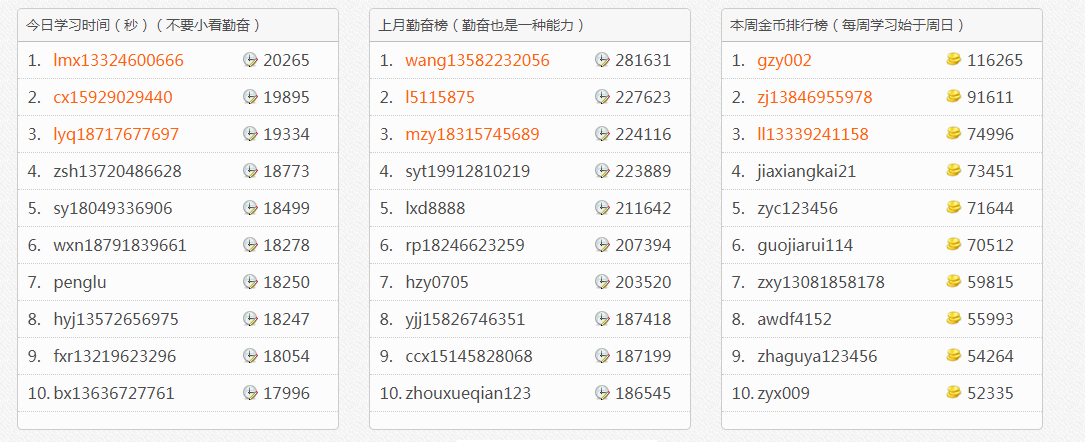 今日学习时间（秒）（不要小看勤奋）
1. lmx13324600666 20265
2. cx15929029440 19895
3. lyq18717677697 19334
4. zsh13720486628 18773
5. sy18049336906 18499
6. wxn18791839661 18278
7. penglu 18250
8. hyj13572656975 18247
9. fxr13219623296 18054
10. bx13636727761 17996
上月勤奋榜（勤奋也是一种能力）
1. wang13582232056 281631
2. l5115875 227623
3. mzy18315745689 224116
4. syt19912810219 223889
5. lxd8888 211642
6. rp18246623259 207394
7. hzy0705 203520
8. yjj15826746351 187418
9. ccx15145828068 187199
10. zhouxueqian123 186545
本周金币排行榜（每周学习始于周日）
1. gzy002 116265
2. zj13846955978 91611
3. ll13339241158 74996
4. jiaxiangkai21 73451
5. zyc123456 71644
6. guojiarui114 70512
7. zxy13081858178 59815
8. awdf4152 55993
9. zhaguya123456 54264
10. zyx009 52335